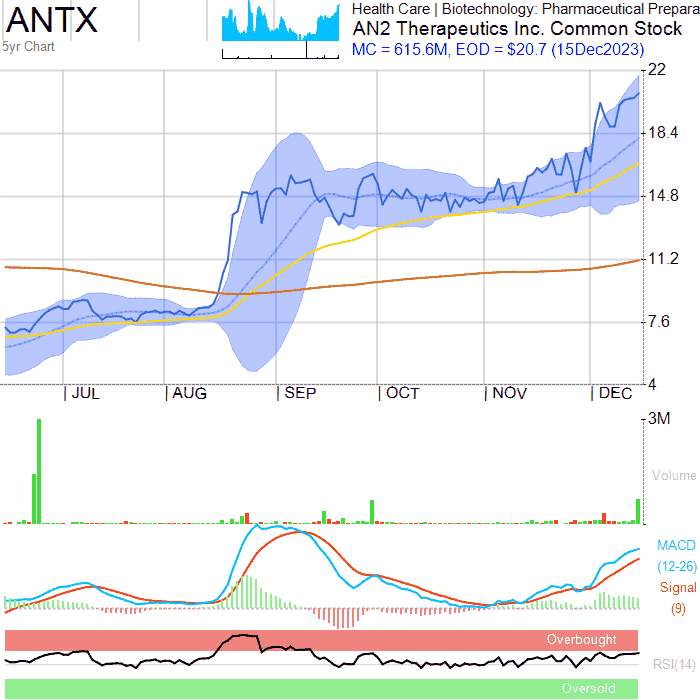 ANTX
5yr Chart
Health Care | Biotechnology: Pharmaceutical Prepara
AN2 Therapeutics Inc. Common Stock
MC = 615.6M, EOD = $20.7 (15Dec2023)
22
18.4
14.8
11.2
7.6
4
JUL
AUG
SEP
OCT
NOV
DEC
3M
Volume
MACD
(12-26)
Signal
(9)
Overbought
RSI(14)
Oversold